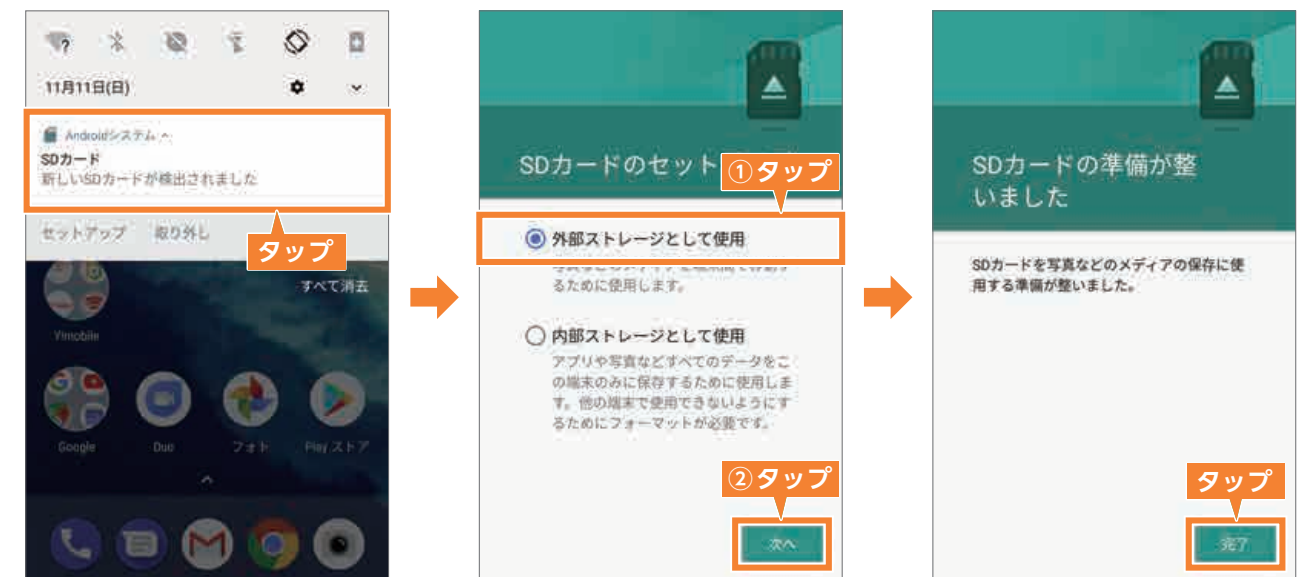 ?
11月11日(日)
Androidシステム
SDカード
新しいSDカードが検出されました
セットアップ 取り外し
タップ
すべて消去
Y!mobile
Google Duo フォト Play ストア
SDカードのセット
①タップ
外部ストレージとして使用
るために使用します。
内部ストレージとして使用
アプリや写真などすべてのデータをこ
の端末のみに保存するために使用しま
す。他の端末で使用できないようにす
るためにフォーマットが必要です。
②タップ
次へ
SDカードの準備が整
いました
SDカードを写真などのメディアの保存に使
用する準備が整いました。
タップ
完了